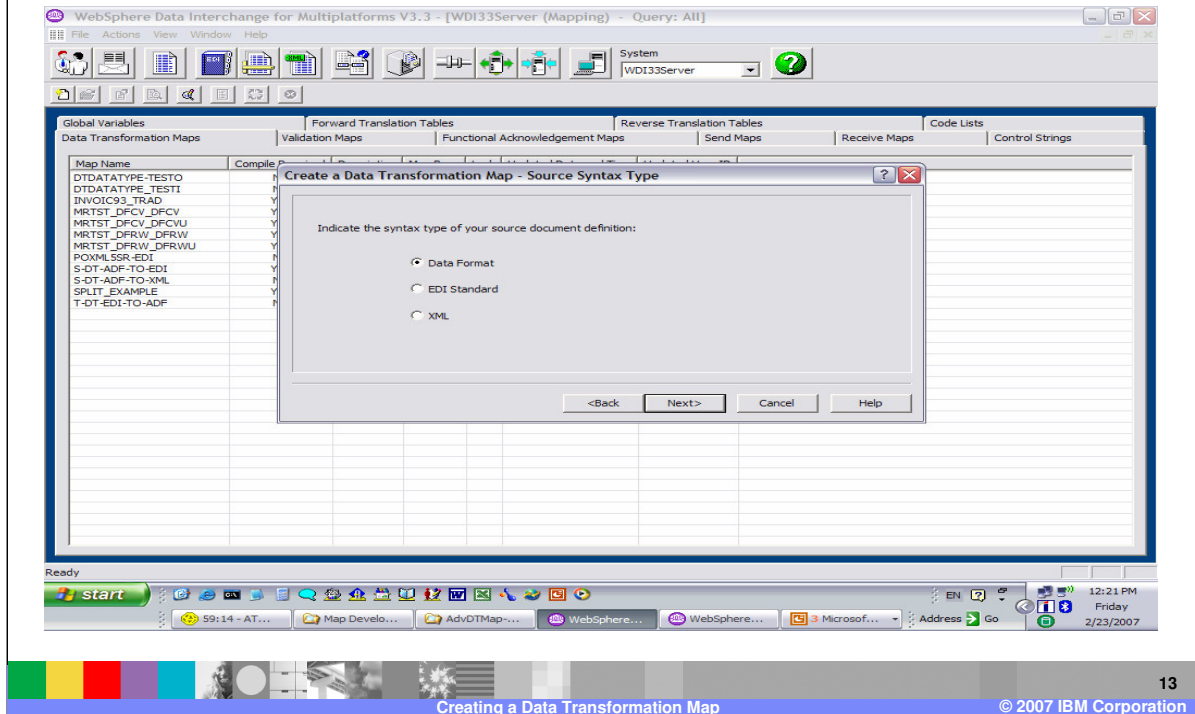 WebSphere Data Interchange for Multiplatforms V3.3 - [WDI33Server (Mapping) - Query: All]
File Actions View Window Help
System
WDI33Server
Global Variables Forward Translation Tables Reverse Translation Tables Code Lists
Data Transformation Maps Validation Maps Functional Acknowledgement Maps Send Maps Receive Maps Control Strings
Map Name Compile
DTDATATYPE-TESTO
DTDATATYPE_TESTI
INVOIC93_TRAD Y
MRTST_DFCV_DFCV Y
MRTST_DFCV_DFCVU Y
MRTST_DFRW_DFRW Y
MRTST_DFRW_DFRWU Y
POXML5SR-EDI
S-DT-ADF-TO-EDI Y
S-DT-ADF-TO-XML
SPLIT_EXAMPLE Y
T-DT-EDI-TO-ADF
Create a Data Transformation Map - Source Syntax Type
Indicate the syntax type of your source document definition:
Data Format
EDI Standard
XML
<Back Next> Cancel Help
Ready
start
EN
12:21 PM
59:14 - AT... Map Develo... AdvDTMap-... WebSphere... WebSphere... 3 Microsof... Address Go
Friday
2/23/2007
13
Creating a Data Transformation Map
© 2007 IBM Corporation